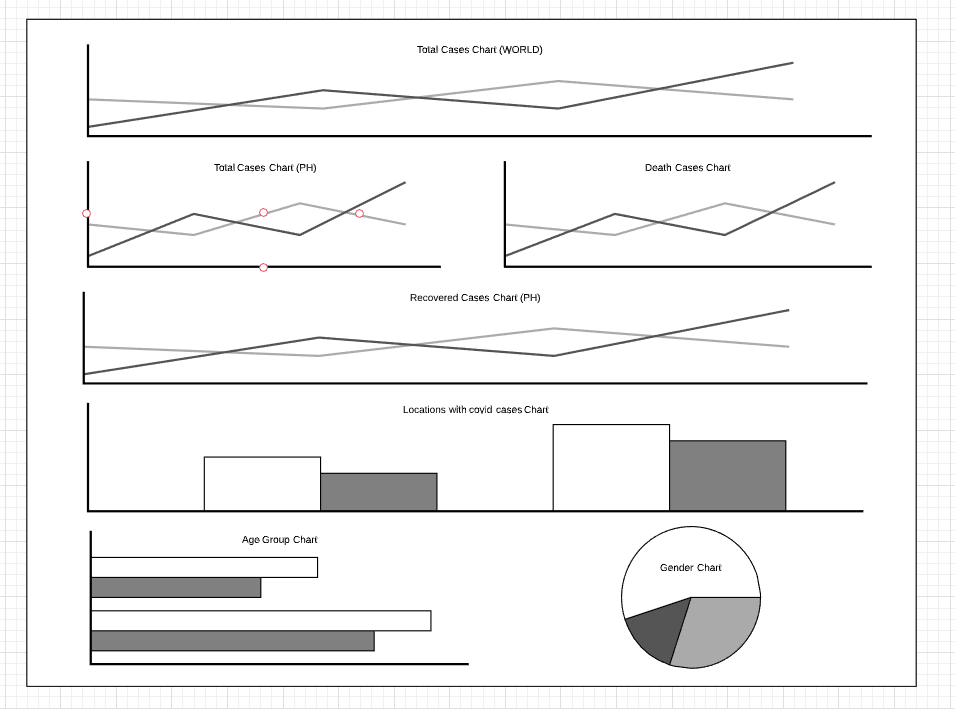 Total Cases Chart (WORLD)
Total Cases Chart (PH)
Death Cases Chart
Recovered Cases Chart (PH)
Locations with covid cases Chart
Age Group Chart
Gender Chart